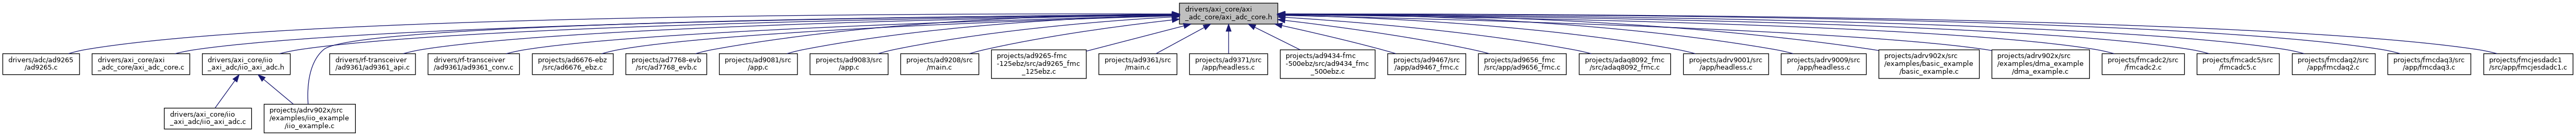 drivers/axi_core/axi
_adc_core/axi_adc_core.h
drivers/adc/ad9265
/ad9265.c
drivers/axi_core/axi
_adc_core/axi_adc_core.c
drivers/axi_core/iio
_axi_adc/iio_axi_adc.h
drivers/rf-transceiver
/ad9361/ad9361_api.c
drivers/rf-transceiver
/ad9361/ad9361_conv.c
projects/ad6676-ebz
/src/ad6676_ebz.c
projects/ad7768-evb
/src/ad7768_evb.c
projects/ad9081/src
/app.c
projects/ad9083/src
/app.c
projects/ad9208/src
/main.c
projects/ad9265-fmc
-125ebz/src/ad9265_fmc
_125ebz.c
projects/ad9361/src
/main.c
projects/ad9371/src
/app/headless.c
projects/ad9434-fmc
-500ebz/src/ad9434_fmc
_500ebz.c
projects/ad9467/src
/app/ad9467_fmc.c
projects/ad9656_fmc
/src/app/ad9656_fmc.c
projects/adaq8092_fmc
/src/adaq8092_fmc.c
projects/adrv9001/src
/app/headless.c
projects/adrv9009/src
/app/headless.c
projects/adrv902x/src
/examples/basic_example
/basic_example.c
projects/adrv902x/src
/examples/dma_example
/dma_example.c
projects/fmcadc2/src
/fmcadc2.c
projects/fmcadc5/src
/fmcadc5.c
projects/fmcdaq2/src
/app/fmcdaq2.c
projects/fmcdaq3/src
/app/fmcdaq3.c
projects/fmcjesdadc1
/src/app/fmcjesdadc1.c
drivers/axi_core/iio
_axi_adc/iio_axi_adc.c
projects/adrv902x/src
/examples/iio_example
/iio_example.c